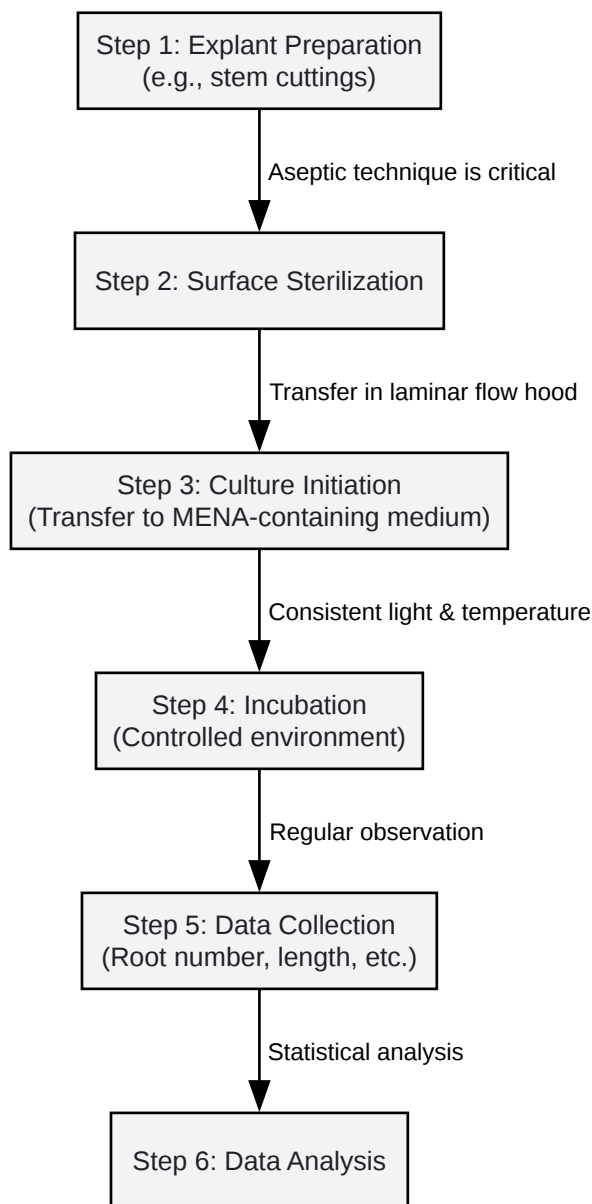 Step 1: Explant Preparation
(e.g., stem cuttings)
Aseptic technique is critical
Step 2: Surface Sterilization
Transfer in laminar flow hood
Step 3: Culture Initiation
(Transfer to MENA-containing medium)
Consistent light & temperature
Step 4: Incubation
(Controlled environment)
Regular observation
Step 5: Data Collection
(Root number, length, etc.)
Statistical analysis
Step 6: Data Analysis